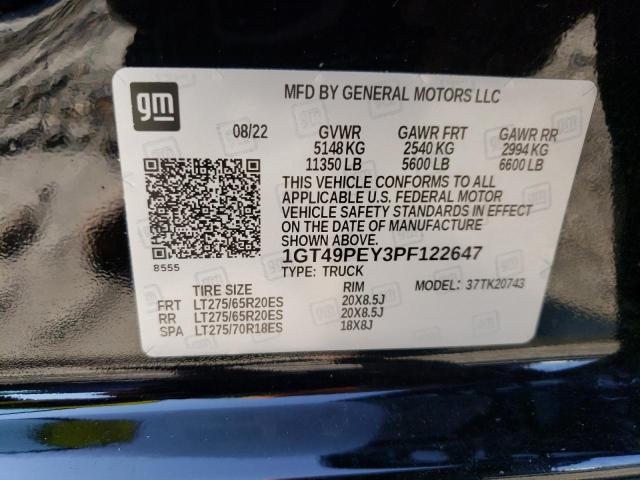 gm
MFD BY GENERAL MOTORS LLC
08/22 GVWR GAWR FRT GAWR RR
5148 KG 2540 KG 2994 KG
11350 LB 5600 LB 6600 LB
THIS VEHICLE CONFORMS TO ALL
APPLICABLE U.S. FEDERAL MOTOR
VEHICLE SAFETY STANDARDS IN EFFECT
ON THE DATE OF MANUFACTURE
SHOWN ABOVE.
8555
1GT49PEY3PF122647
TYPE: TRUCK
MODEL: 37TK20743
TIRE SIZE RIM
FRT LT275/65R20ES 20X8.5J
RR LT275/65R20ES 20X8.5J
SPA LT275/70R18ES 18X8J